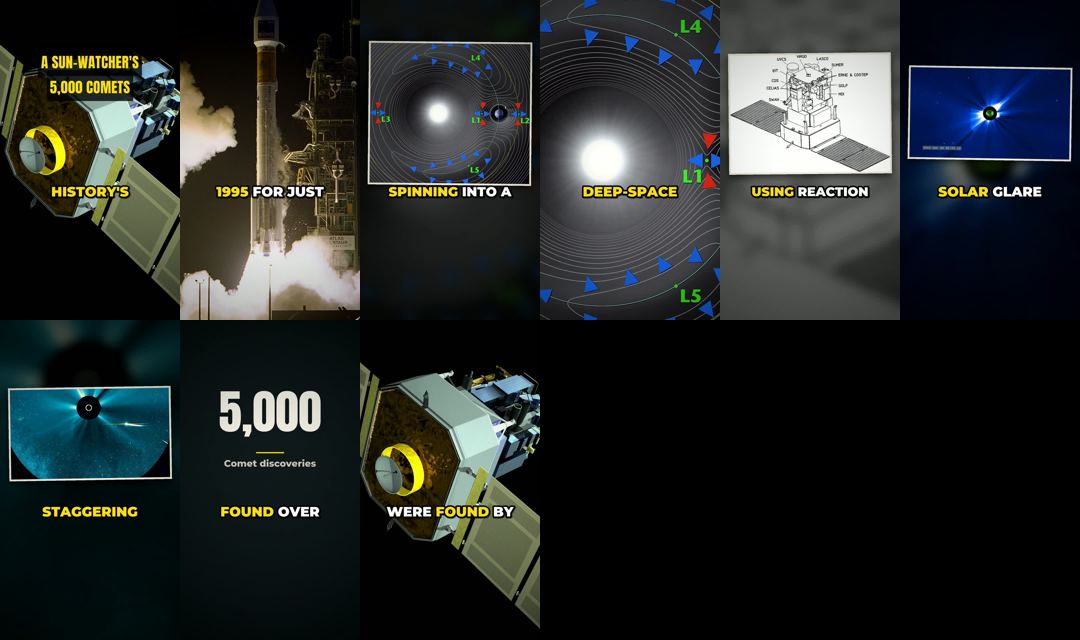 A SUN-WATCHER'S
5,000 COMETS
HISTORY'S
1995 FOR JUST
L4
L3
L1
L2
L5
SPINNING INTO A
L4
L1
L5
DEEP-SPACE
UVCS
VIRGO
LASCO
SUMER
EIT
CDS
CELIAS
SWAN
ERNE & COSTEP
GOLF
MDI
USING REACTION
SOLAR GLARE
STAGGERING
5,000
Comet discoveries
FOUND OVER
WERE FOUND BY